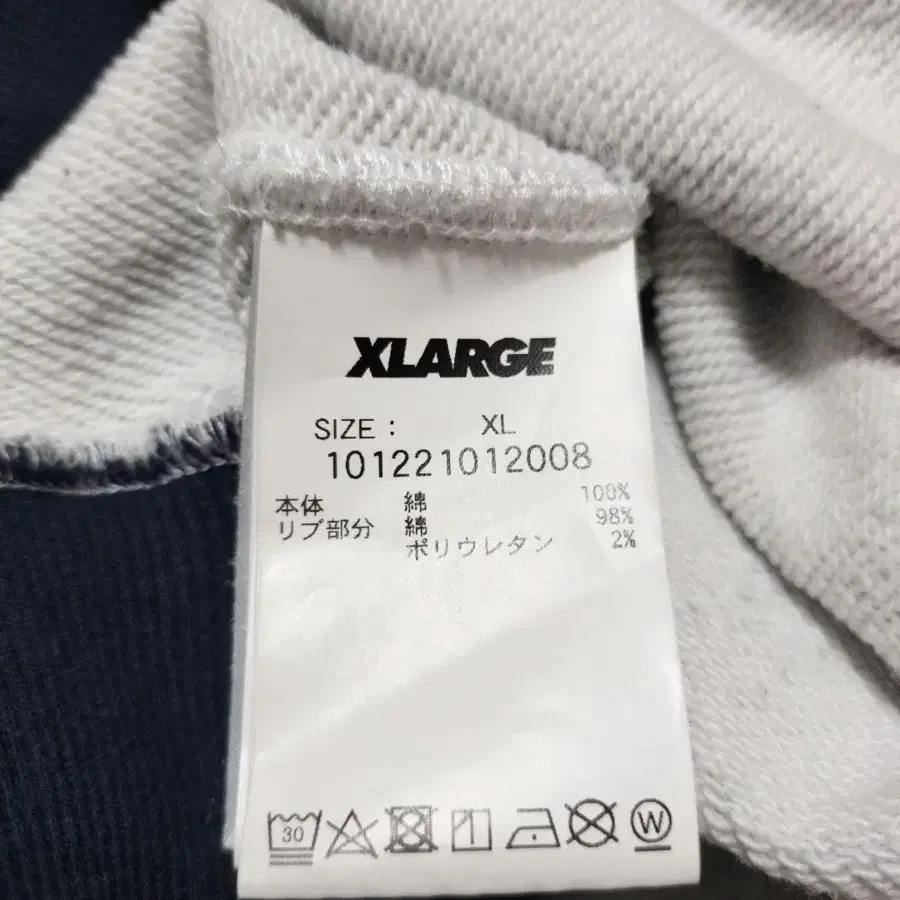 XLARGE
SIZE : XL
101221012008
本体 綿 100%
リブ部分 綿 98%
ポリウレタン 2%
30
W